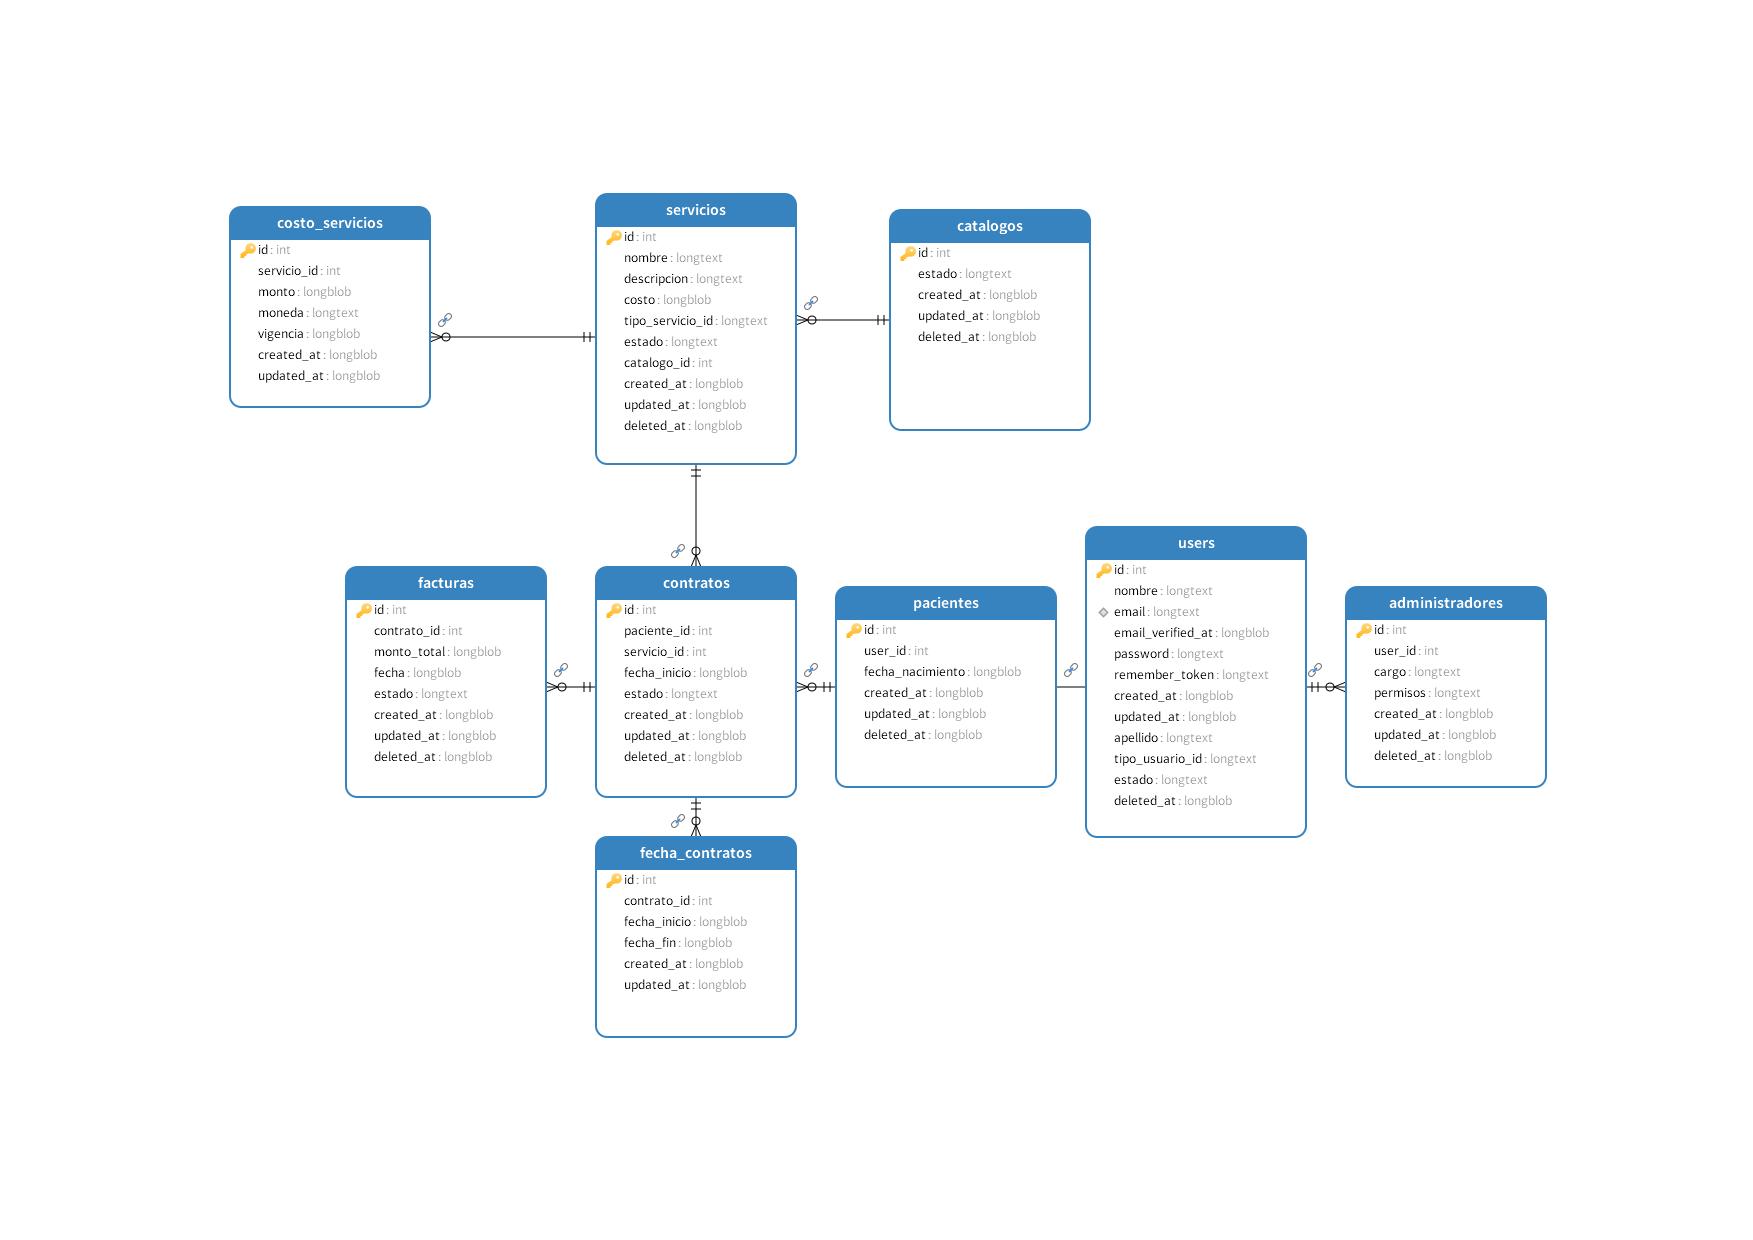 costo_servicios
id : int
servicio_id : int
monto : longblob
moneda : longtext
vigencia : longblob
created_at : longblob
updated_at : longblob
servicios
id : int
nombre : longtext
descripcion : longtext
costo : longblob
tipo_servicio_id : longtext
estado : longtext
catalogo_id : int
created_at : longblob
updated_at : longblob
deleted_at : longblob
catalogos
id : int
estado : longtext
created_at : longblob
updated_at : longblob
deleted_at : longblob
facturas
id : int
contrato_id : int
monto_total : longblob
fecha : longblob
estado : longtext
created_at : longblob
updated_at : longblob
deleted_at : longblob
contratos
id : int
paciente_id : int
servicio_id : int
fecha_inicio : longblob
estado : longtext
created_at : longblob
updated_at : longblob
deleted_at : longblob
pacientes
id : int
user_id : int
fecha_nacimiento : longblob
created_at : longblob
updated_at : longblob
deleted_at : longblob
users
id : int
nombre : longtext
email : longtext
email_verified_at : longblob
password : longtext
remember_token : longtext
created_at : longblob
updated_at : longblob
apellido : longtext
tipo_usuario_id : longtext
estado : longtext
deleted_at : longblob
administradores
id : int
user_id : int
cargo : longtext
permisos : longtext
created_at : longblob
updated_at : longblob
deleted_at : longblob
fecha_contratos
id : int
contrato_id : int
fecha_inicio : longblob
fecha_fin : longblob
created_at : longblob
updated_at : longblob